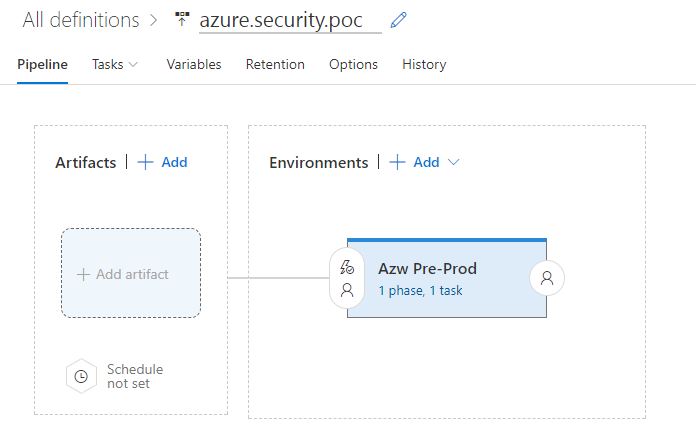 All definitions > azure.security.poc
Pipeline Tasks Variables Retention Options History
Artifacts | + Add
Environments | + Add
+ Add artifact
Azw Pre-Prod
1 phase, 1 task
Schedule
not set